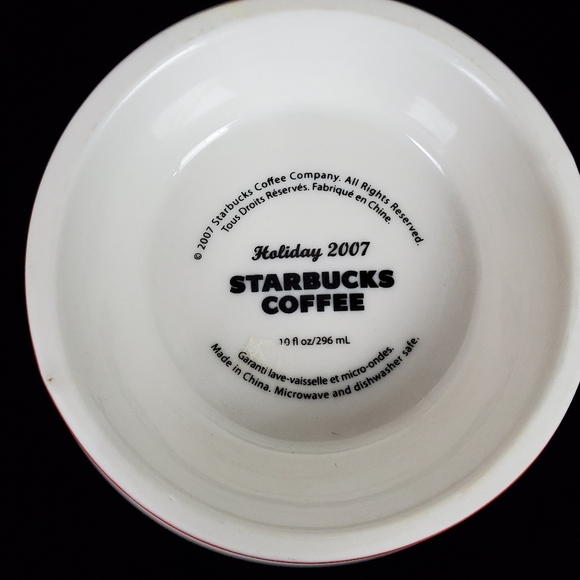 © 2007 Starbucks Coffee Company. All Rights Reserved.
Tous Droits Réservés. Fabriqué en Chine.
Holiday 2007
STARBUCKS
COFFEE
10 fl oz/296 mL
Garanti lave-vaisselle et micro-ondes.
Made in China. Microwave and dishwasher safe.